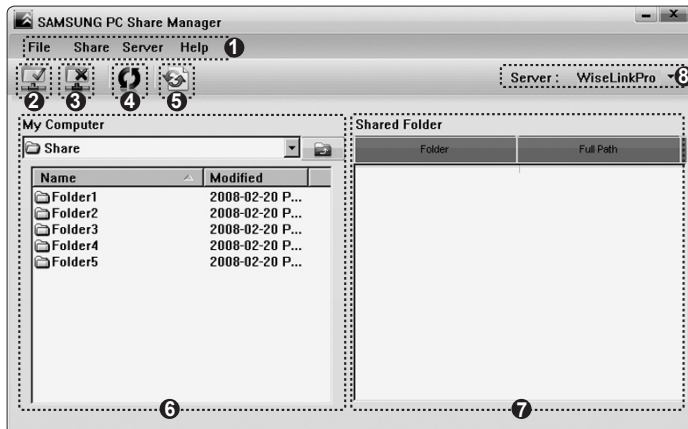 SAMSUNG PC Share Manager
File Share Server Help 1
2 3 4 5
Server : WiseLinkPro 8
My Computer
Share
Name Modified
Folder1 2008-02-20 P...
Folder2 2008-02-20 P...
Folder3 2008-02-20 P...
Folder4 2008-02-20 P...
Folder5 2008-02-20 P...
6
Shared Folder
Folder Full Path
7